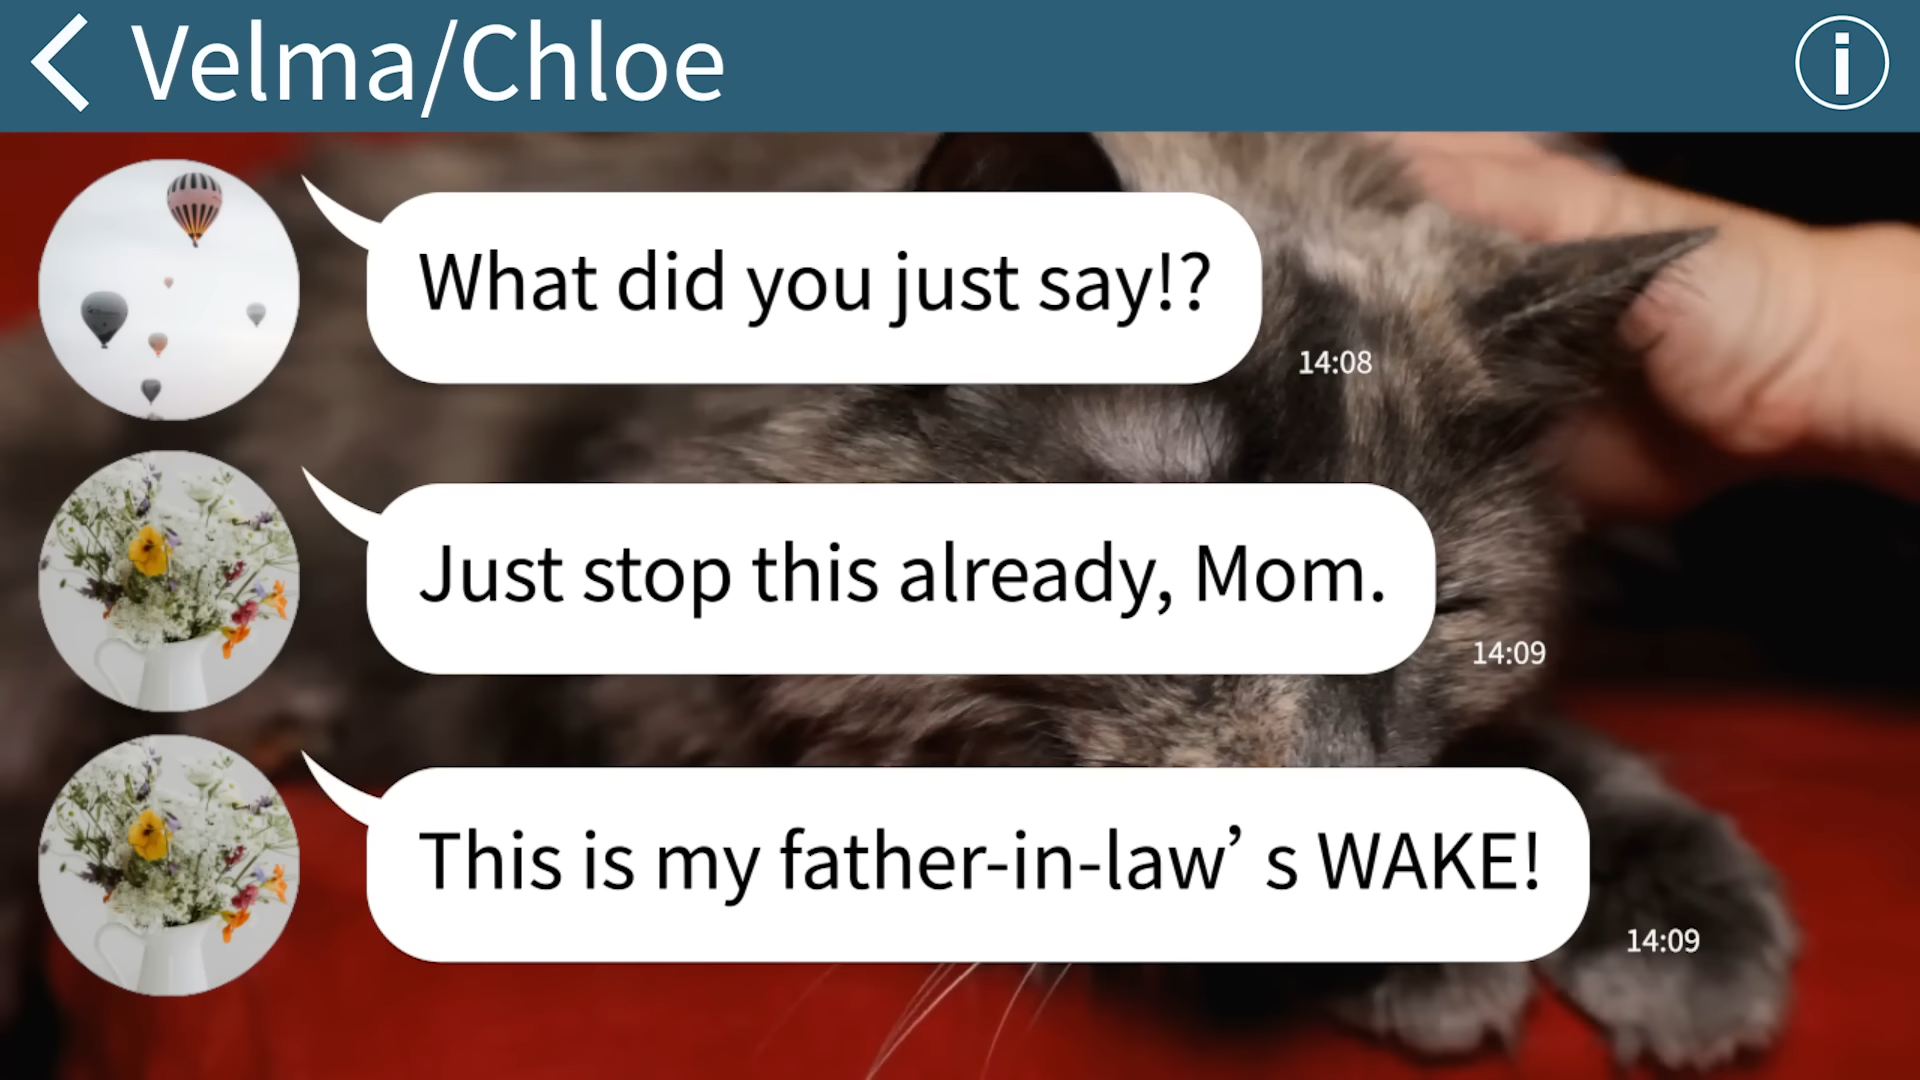 Velma/Chloe
What did you just say!?
14:08
Just stop this already, Mom.
14:09
This is my father-in-law’s WAKE!
14:09